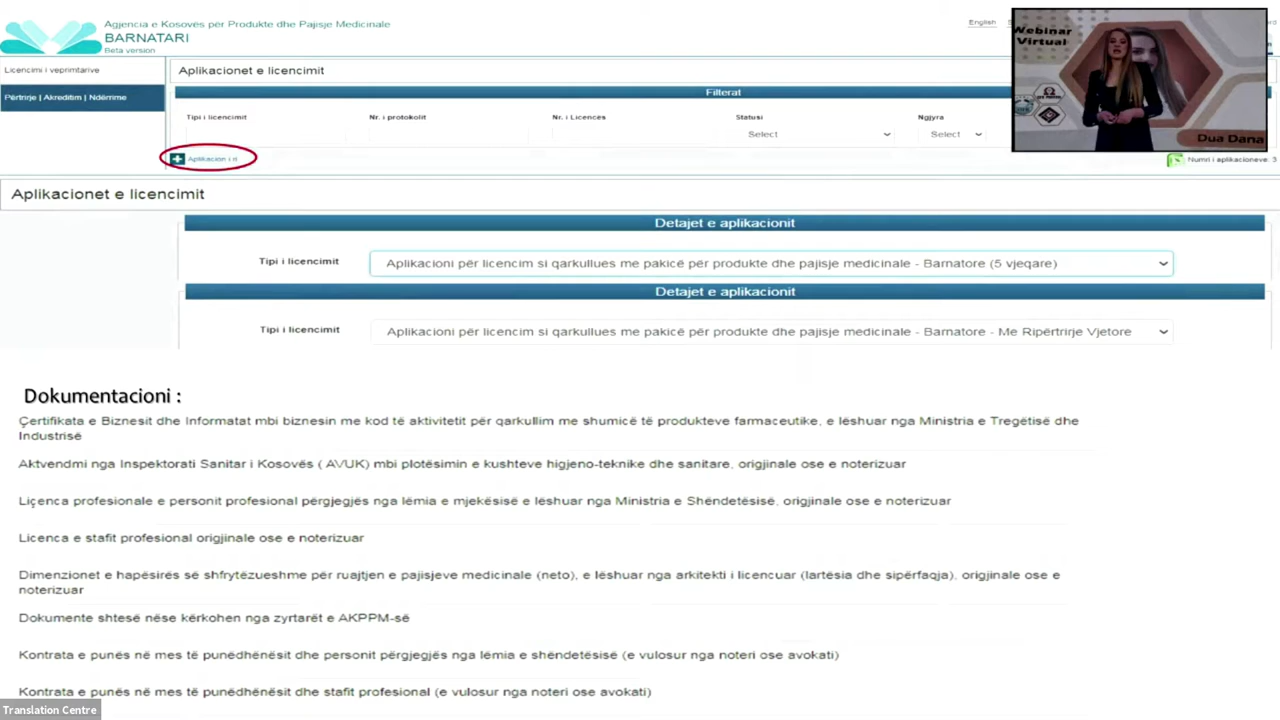 Agjencia e Kosovës për Produkte dhe Pajisje Medicinale
BARNATARI
Beta version
English
Licencimi i veprimtarive
Përtrirje | Akreditim | Ndërrime
Aplikacionet e licencimit
Filterat
Tipi i licencimit
Nr. i protokolit
Nr. i Licencës
Statusi
Ngjyra
Select
Select
Aplikacion i ri
Numri i aplikacioneve: 3
Webinar
Virtual
Dua Dana
Aplikacionet e licencimit
Detajet e aplikacionit
Tipi i licencimit
Aplikacioni për licencim si qarkullues me pakicë për produkte dhe pajisje medicinale - Barnatore (5 vjeqare)
Detajet e aplikacionit
Tipi i licencimit
Aplikacioni për licencim si qarkullues me pakicë për produkte dhe pajisje medicinale - Barnatore - Me Ripërtrirje Vjetore
Dokumentacioni :
Çertifikata e Biznesit dhe Informatat mbi biznesin me kod të aktivitetit për qarkullim me shumicë të produkteve farmaceutike, e lëshuar nga Ministria e Tregëtisë dhe
Industrisë
Aktvendmi nga Inspektorati Sanitar i Kosovës ( AVUK) mbi plotësimin e kushteve higjeno-teknike dhe sanitare, origjinale ose e noterizuar
Liçenca profesionale e personit profesional përgjegjës nga lëmia e mjekësisë e lëshuar nga Ministria e Shëndetësisë, origjinale ose e noterizuar
Licenca e stafit profesional origjinale ose e noterizuar
Dimenzionet e hapësirës së shfrytëzueshme për ruajtjen e pajisjeve medicinale (neto), e lëshuar nga arkitekti i licencuar (lartësia dhe sipërfaqja), origjinale ose e
noterizuar
Dokumente shtesë nëse kërkohen nga zyrtarët e AKPPM-së
Kontrata e punës në mes të punëdhënësit dhe personit përgjegjës nga lëmia e shëndetësisë (e vulosur nga noteri ose avokati)
Kontrata e punës në mes të punëdhënësit dhe stafit profesional (e vulosur nga noteri ose avokati)
Translation Centre